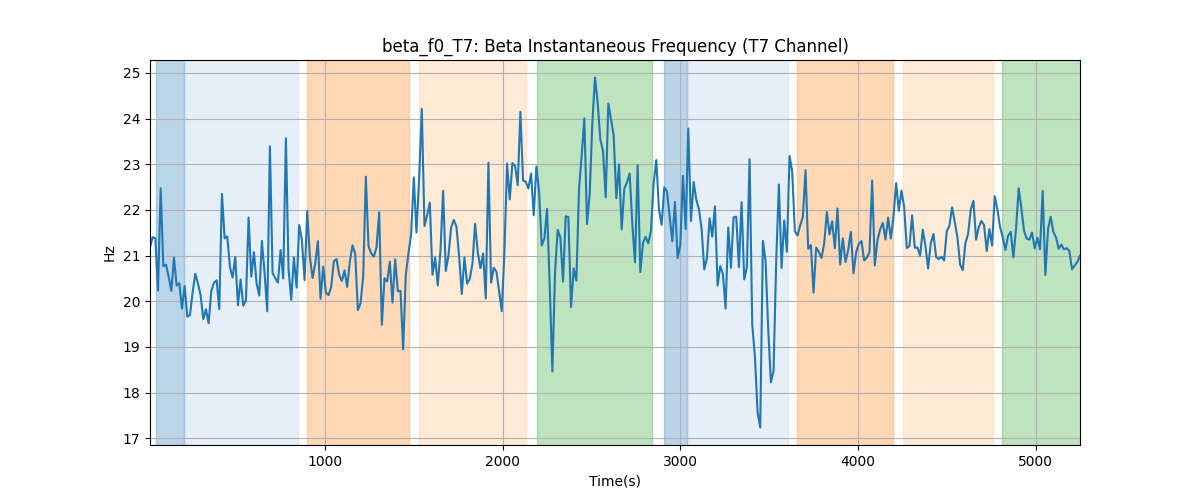 beta_f0_T7: Beta Instantaneous Frequency (T7 Channel)
25
24
23
22
21
20
19
18
17
Hz
1000 2000 3000 4000 5000
Time(s)